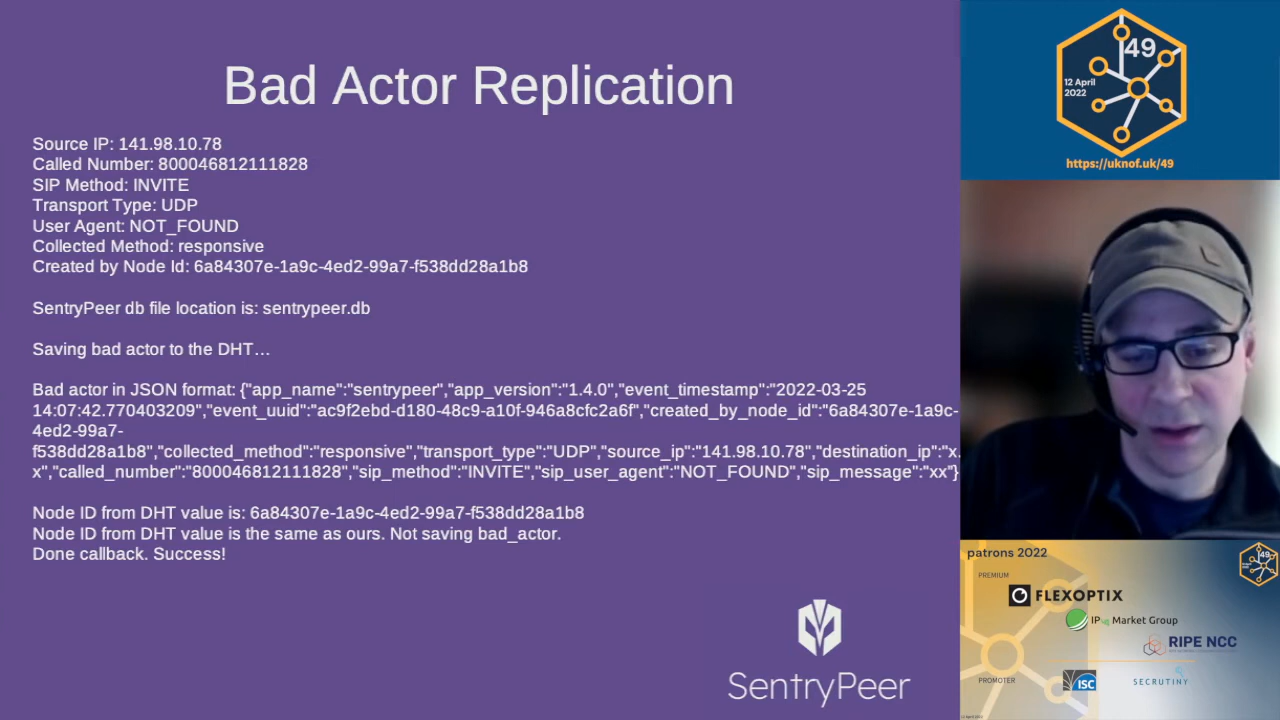 Bad Actor Replication
Source IP: 141.98.10.78
Called Number: 800046812111828
SIP Method: INVITE
Transport Type: UDP
User Agent: NOT_FOUND
Collected Method: responsive
Created by Node Id: 6a84307e-1a9c-4ed2-99a7-f538dd28a1b8
SentryPeer db file location is: sentrypeer.db
Saving bad actor to the DHT…
Bad actor in JSON format: {"app_name":"sentrypeer","app_version":"1.4.0","event_timestamp":"2022-03-25
14:07:42.770403209","event_uuid":"ac9f2ebd-d180-48c9-a10f-946a8cfc2a6f","created_by_node_id":"6a84307e-1a9c-
4ed2-99a7-
f538dd28a1b8","collected_method":"responsive","transport_type":"UDP","source_ip":"141.98.10.78","destination_ip":"x.
x","called_number":"800046812111828","sip_method":"INVITE","sip_user_agent":"NOT_FOUND","sip_message":"xx"}
Node ID from DHT value is: 6a84307e-1a9c-4ed2-99a7-f538dd28a1b8
Node ID from DHT value is the same as ours. Not saving bad_actor.
Done callback. Success!
SentryPeer
49
12 April
2022
https://uknof.uk/49
patrons 2022
49
PREMIUM
FLEXOPTIX
IPv4 Market Group
RIPE NCC
PROMOTER
ISC
SECRUTINY